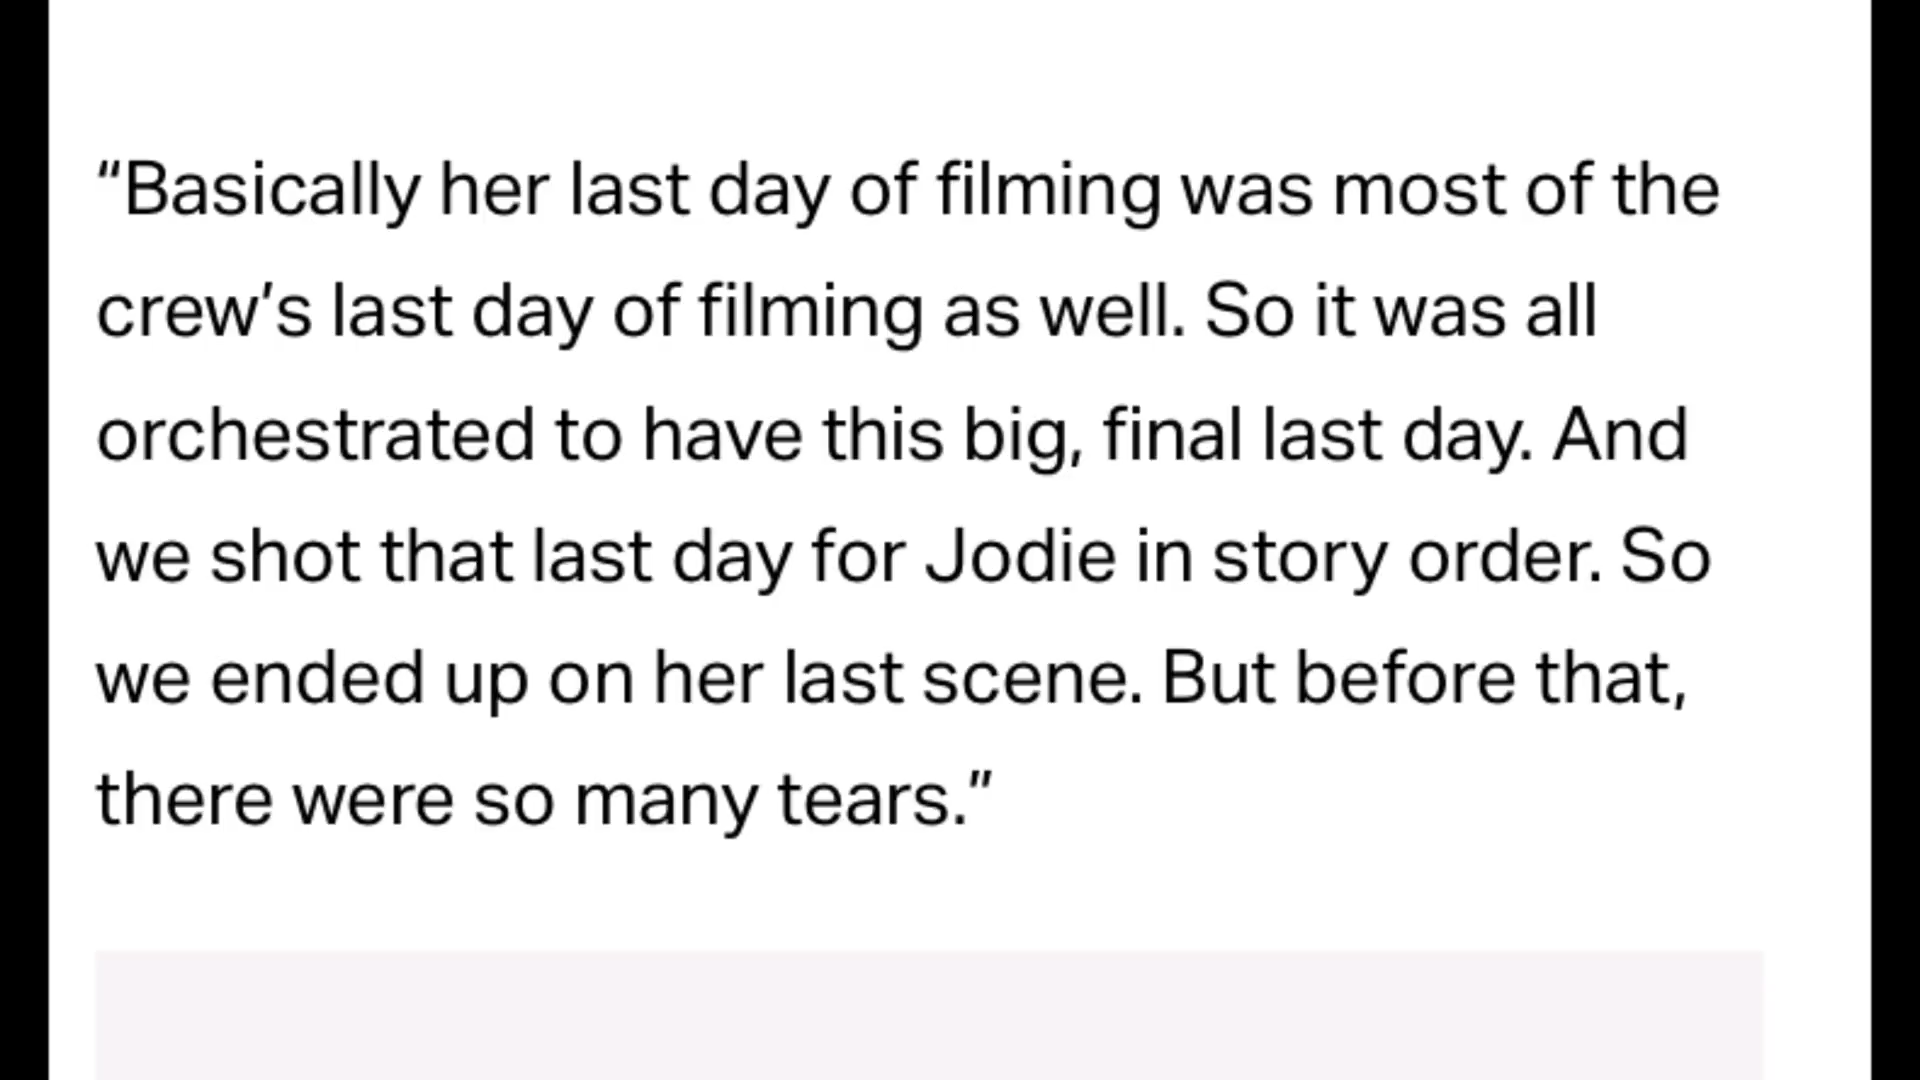 “Basically her last day of filming was most of the
crew’s last day of filming as well. So it was all
orchestrated to have this big, final last day. And
we shot that last day for Jodie in story order. So
we ended up on her last scene. But before that,
there were so many tears.”